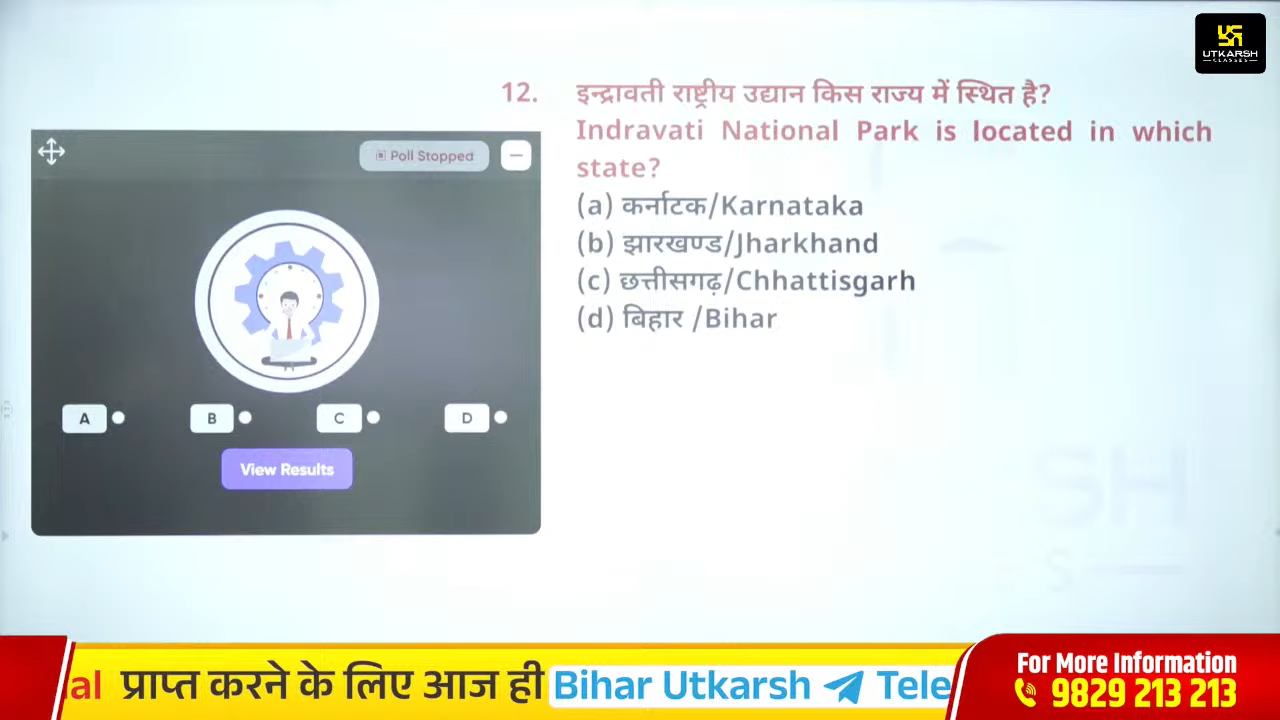 UTKARSH
CLASSES
12. इन्द्रावती राष्ट्रीय उद्यान किस राज्य में स्थित है?
Indravati National Park is located in which
state?
(a) कर्नाटक/Karnataka
(b) झारखण्ड/Jharkhand
(c) छत्तीसगढ़/Chhattisgarh
(d) बिहार /Bihar
Poll Stopped
A B C D
View Results
SH
S
al प्राप्त करने के लिए आज ही Bihar Utkarsh Tele
For More Information
9829 213 213